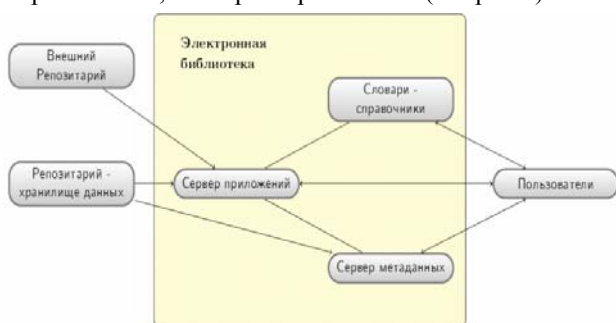 Электронная
библиотека
Внешний
Репозитарий
Словари -
справочники
Репозитарий -
хранилище данных
Сервер приложений
Пользователи
Сервер метаданных